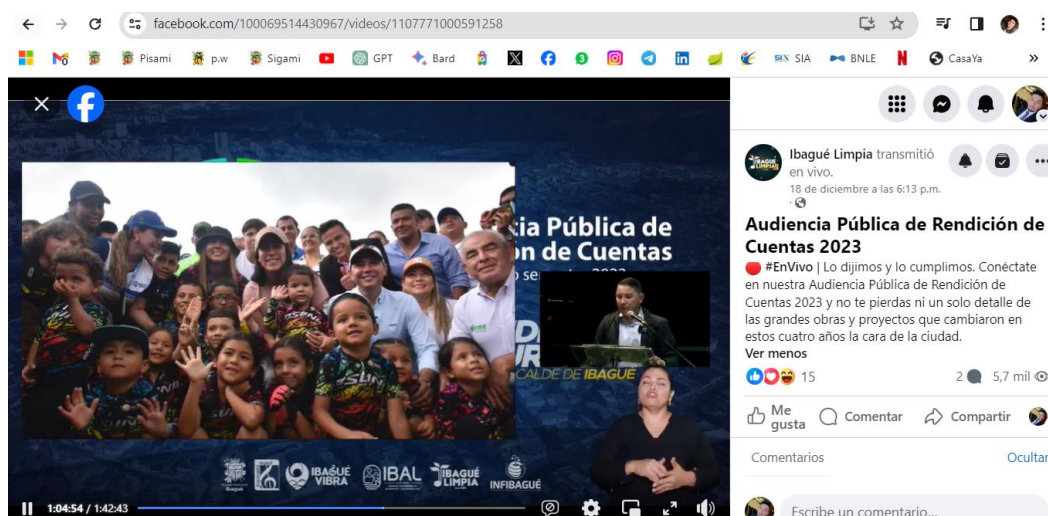 facebook.com/100069514430967/videos/1107771000591258
Pisami
p.w
Sigami
GPT
Bard
SIA
BNLE
CasaYa
»
ia Pública de
n de Cuentas
CALDE DE IBAGUÉ
IBAGUÉ
VIBRA
IBAL
IBAGUÉ
LIMPIA
INFIBAGUÉ
1:04:54 / 1:42:43
Ibagué Limpia transmitió
en vivo.
18 de diciembre a las 6:13 p.m.
Audiencia Pública de Rendición de
Cuentas 2023
#EnVivo | Lo dijimos y lo cumplimos. Conéctate
en nuestra Audiencia Pública de Rendición de
Cuentas 2023 y no te pierdas ni un solo detalle de
las grandes obras y proyectos que cambiaron en
estos cuatro años la cara de la ciudad.
Ver menos
15
2
5,7 mil
Me
gusta
Comentar
Compartir
Comentarios
Ocultar
Escribe un comentario...